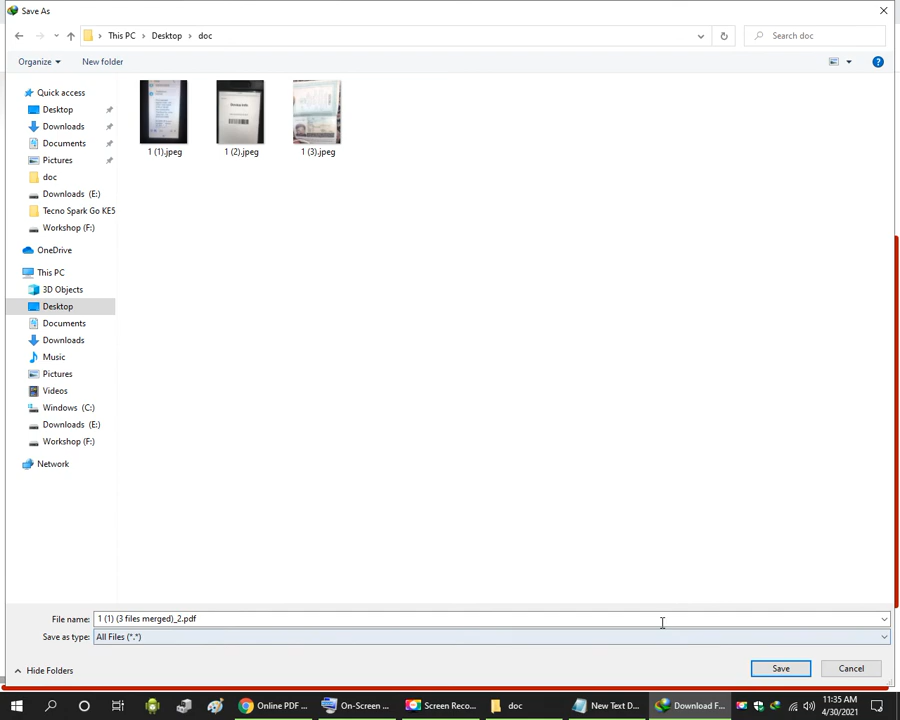 Save As
This PC
Desktop
doc
Search doc
Organize
New folder
Quick access
Desktop
Downloads
Documents
Pictures
doc
Downloads (E:)
Tecno Spark Go KE5
Workshop (F:)
OneDrive
This PC
3D Objects
Desktop
Documents
Downloads
Music
Pictures
Videos
Windows (C:)
Downloads (E:)
Workshop (F:)
Network
1 (1).jpeg
1 (2).jpeg
1 (3).jpeg
File name: 1 (1) (3 files merged)_2.pdf
Save as type: All Files (*.*)
Hide Folders
Save
Cancel
Online PDF ...
On-Screen ...
Screen Reco...
doc
New Text D...
Download F...
11:35 AM
4/30/2021